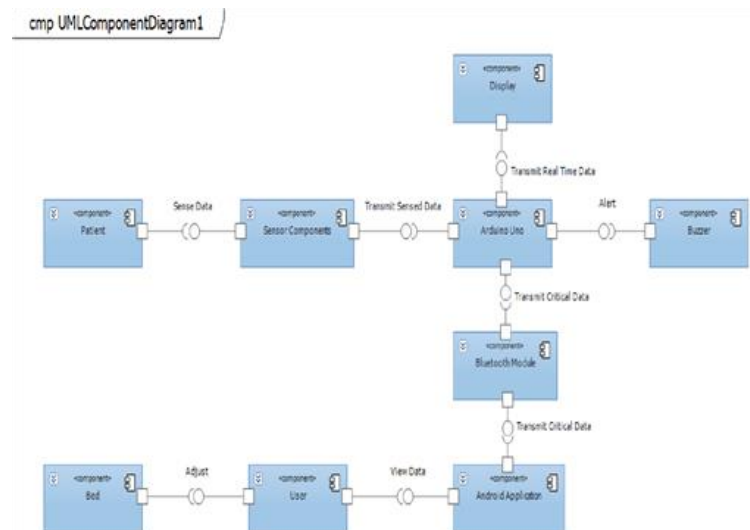 cmp UMLComponentDiagram1
«component»
Display
Transmit Real Time Data
Sense Data
Transmit Sensed Data
Alert
«component»
Patient
«component»
Sensor Components
«component»
Arduino Uno
«component»
Buzzer
Transmit Critical Data
«component»
Bluetooth Module
Transmit Critical Data
Adjust
View Data
«component»
Bed
«component»
User
«component»
Android Application